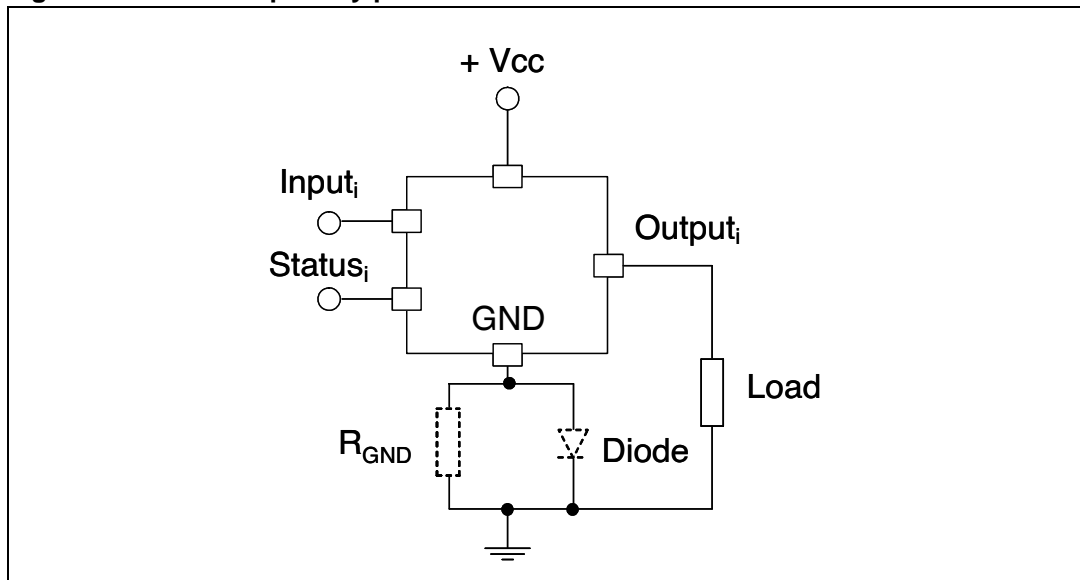 + Vcc
Inputᵢ
Outputᵢ
Statusᵢ
GND
Load
R_GND
Diode